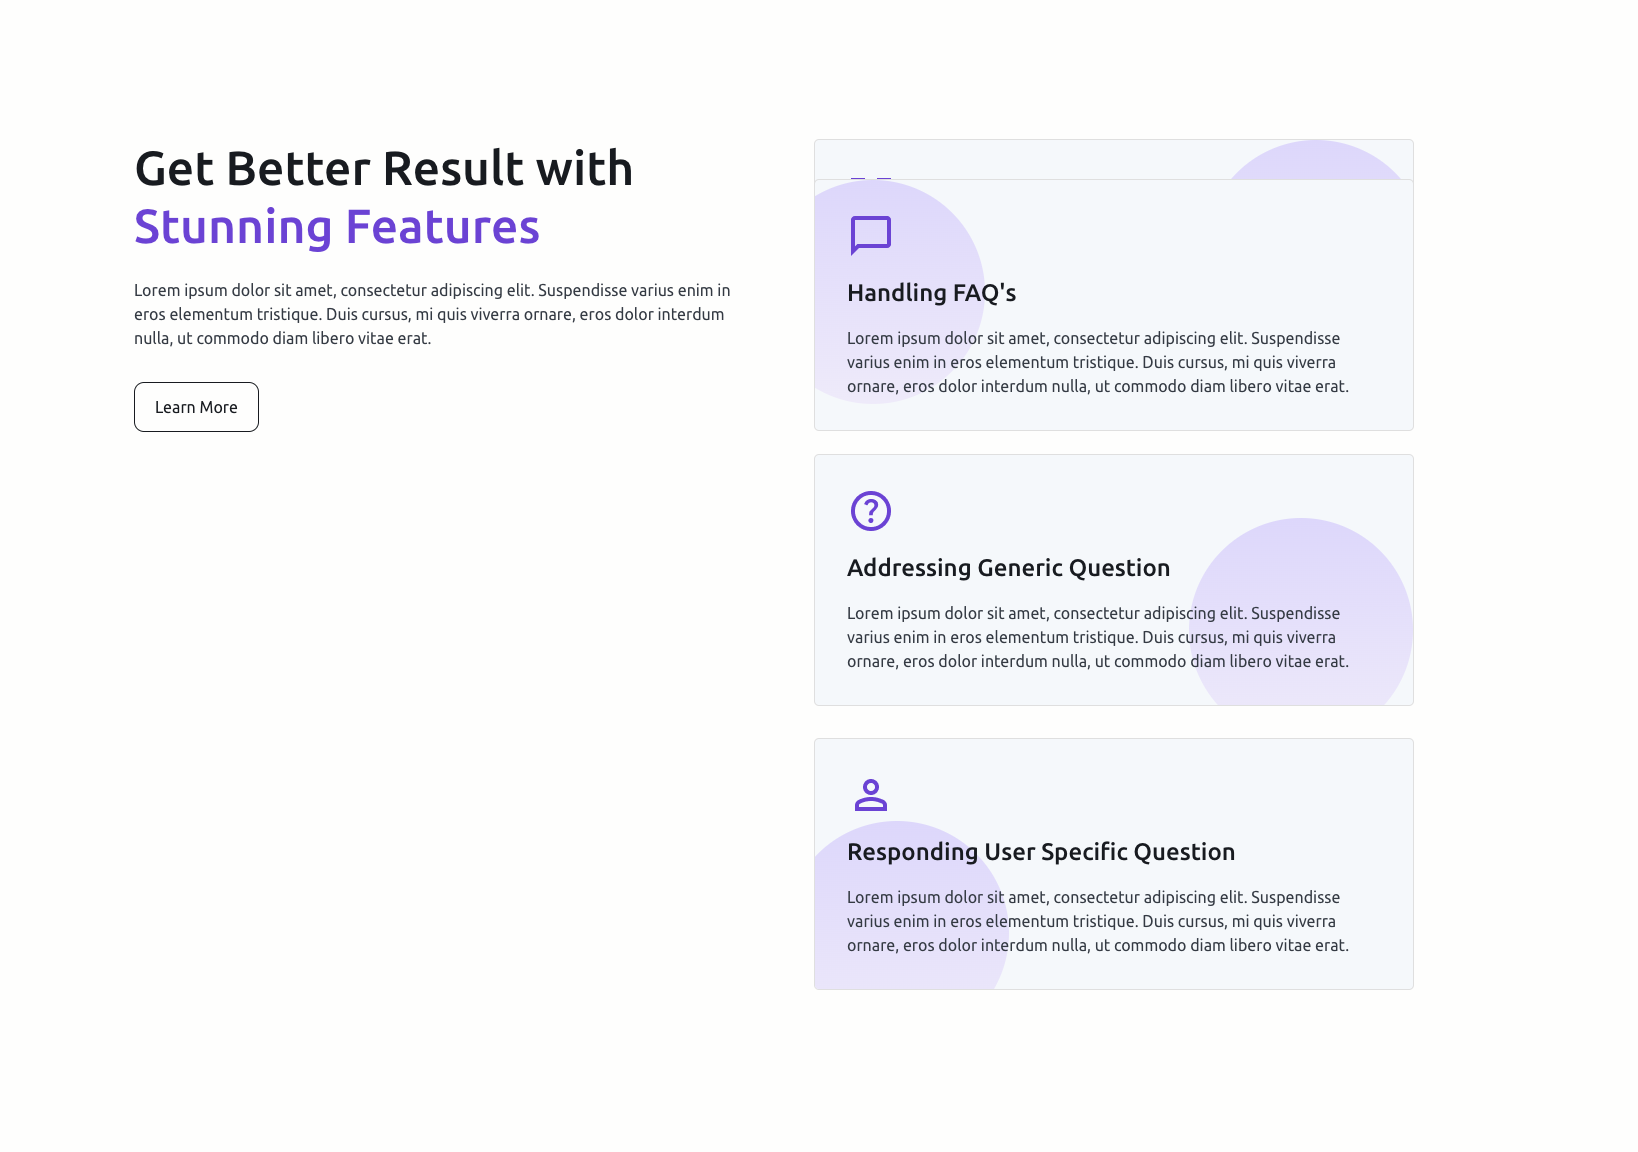 Get Better Result with
Stunning Features
Lorem ipsum dolor sit amet, consectetur adipiscing elit. Suspendisse varius enim in
eros elementum tristique. Duis cursus, mi quis viverra ornare, eros dolor interdum
nulla, ut commodo diam libero vitae erat.
Learn More
Handling FAQ's
Lorem ipsum dolor sit amet, consectetur adipiscing elit. Suspendisse
varius enim in eros elementum tristique. Duis cursus, mi quis viverra
ornare, eros dolor interdum nulla, ut commodo diam libero vitae erat.
Addressing Generic Question
Lorem ipsum dolor sit amet, consectetur adipiscing elit. Suspendisse
varius enim in eros elementum tristique. Duis cursus, mi quis viverra
ornare, eros dolor interdum nulla, ut commodo diam libero vitae erat.
Responding User Specific Question
Lorem ipsum dolor sit amet, consectetur adipiscing elit. Suspendisse
varius enim in eros elementum tristique. Duis cursus, mi quis viverra
ornare, eros dolor interdum nulla, ut commodo diam libero vitae erat.